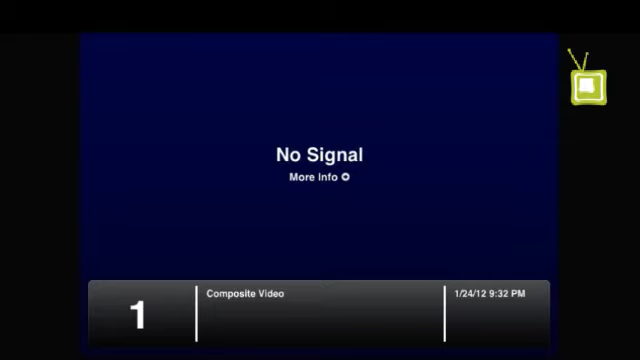 No Signal
More Info
1
Composite Video
1/24/12 9:32 PM